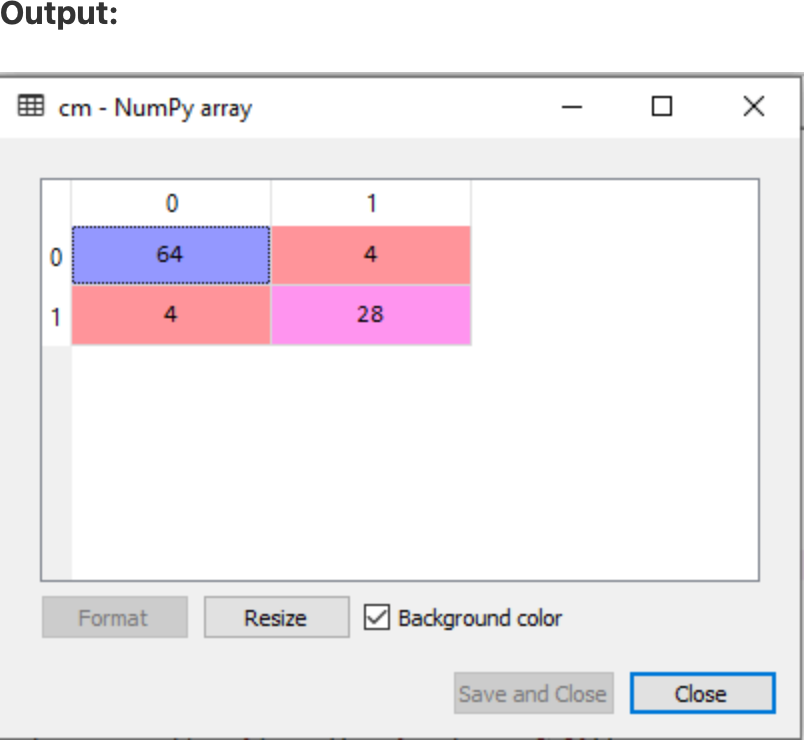 Output:
cm - NumPy array
0 1
0 64 4
1 4 28
Format Resize Background color
Save and Close Close